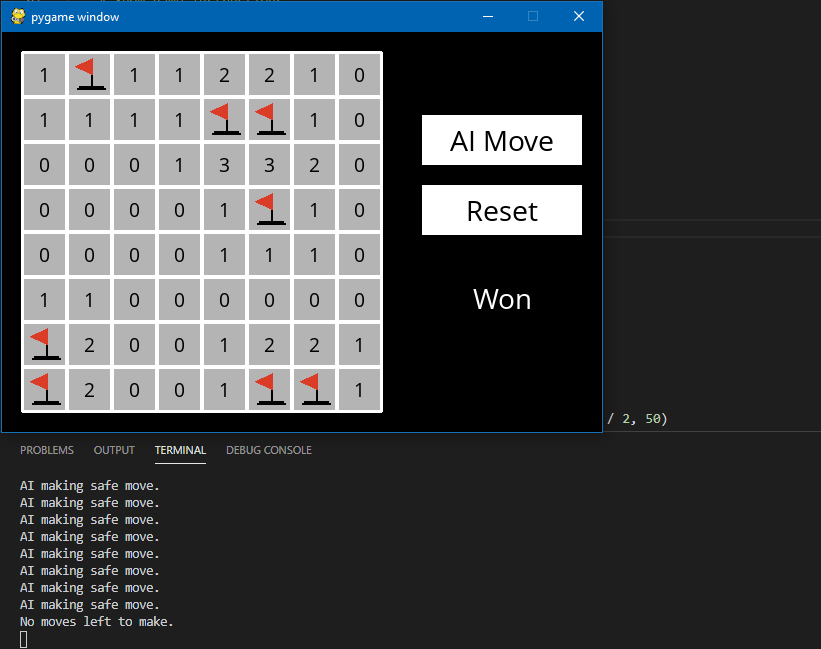 pygame window
1 1 1 2 2 1 0
1 1 1 1 1 0
0 0 0 1 3 3 2 0
0 0 0 0 1 1 0
0 0 0 0 1 1 1 0
1 1 0 0 0 0 0 0
2 0 0 1 2 2 1
2 0 0 1 1
AI Move
Reset
Won
/ 2, 50)
PROBLEMS OUTPUT TERMINAL DEBUG CONSOLE
AI making safe move.
AI making safe move.
AI making safe move.
AI making safe move.
AI making safe move.
AI making safe move.
AI making safe move.
AI making safe move.
No moves left to make.